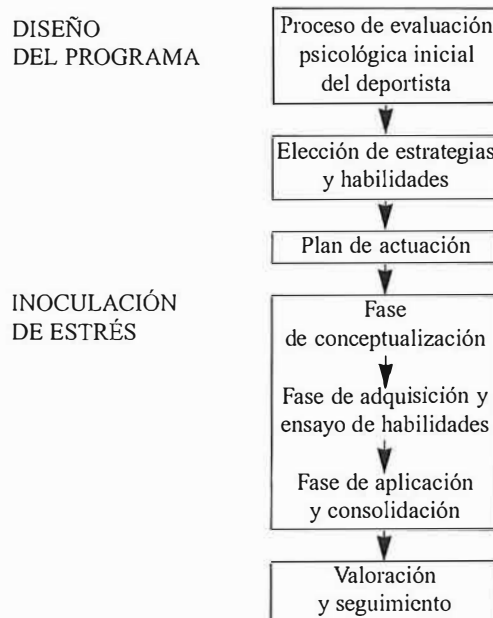 DISEÑO
DEL PROGRAMA
Proceso de evaluación
psicológica inicial
del deportista
Elección de estrategias
y habilidades
Plan de actuación
INOCULACIÓN
DE ESTRÉS
Fase
de conceptualización
Fase de adquisición y
ensayo de habilidades
Fase de aplicación
y consolidación
Valoración
y seguimiento